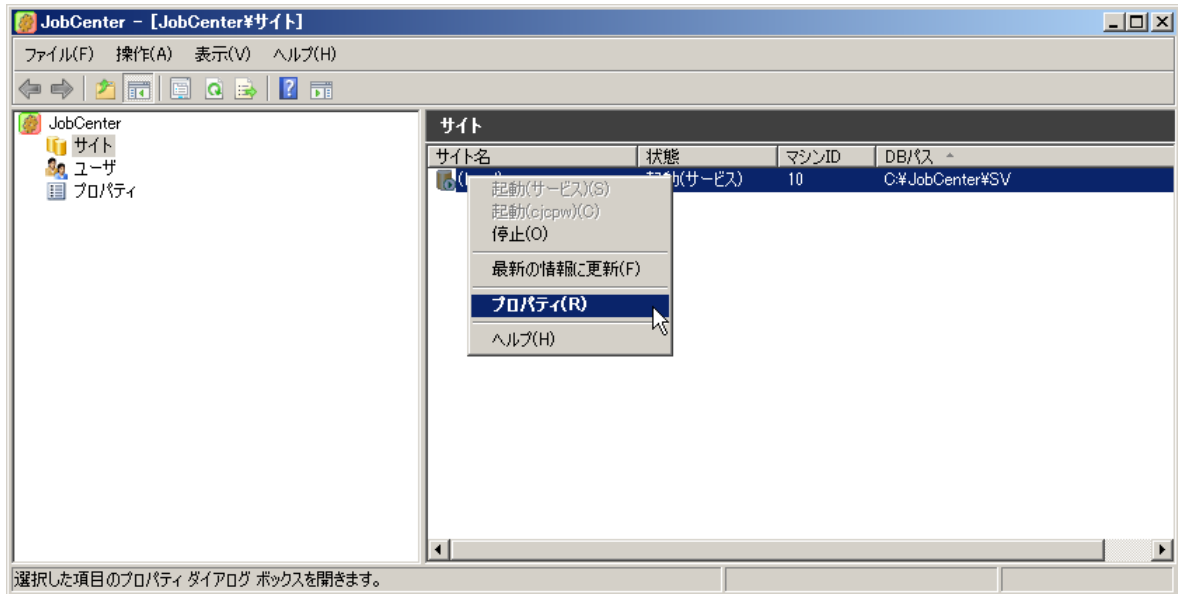 JobCenter - [JobCenter¥サイト]
ファイル(F) 操作(A) 表示(V) ヘルプ(H)
JobCenter
サイト
ユーザ
プロパティ
サイト
サイト名 状態 マシンID DBパス
起動(サービス) 10 C:¥JobCenter¥SV
起動(サービス)(S)
起動(cjcpw)(C)
停止(O)
最新の情報に更新(F)
プロパティ(R)
ヘルプ(H)
選択した項目のプロパティ ダイアログ ボックスを開きます。